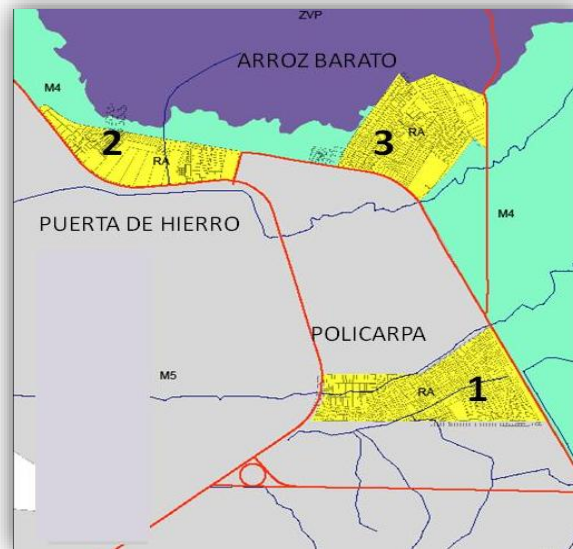 ZVP
ARROZ BARATO
M4
2
RA
3
RA
PUERTA DE HIERRO
M4
POLICARPA
M5
RA
1